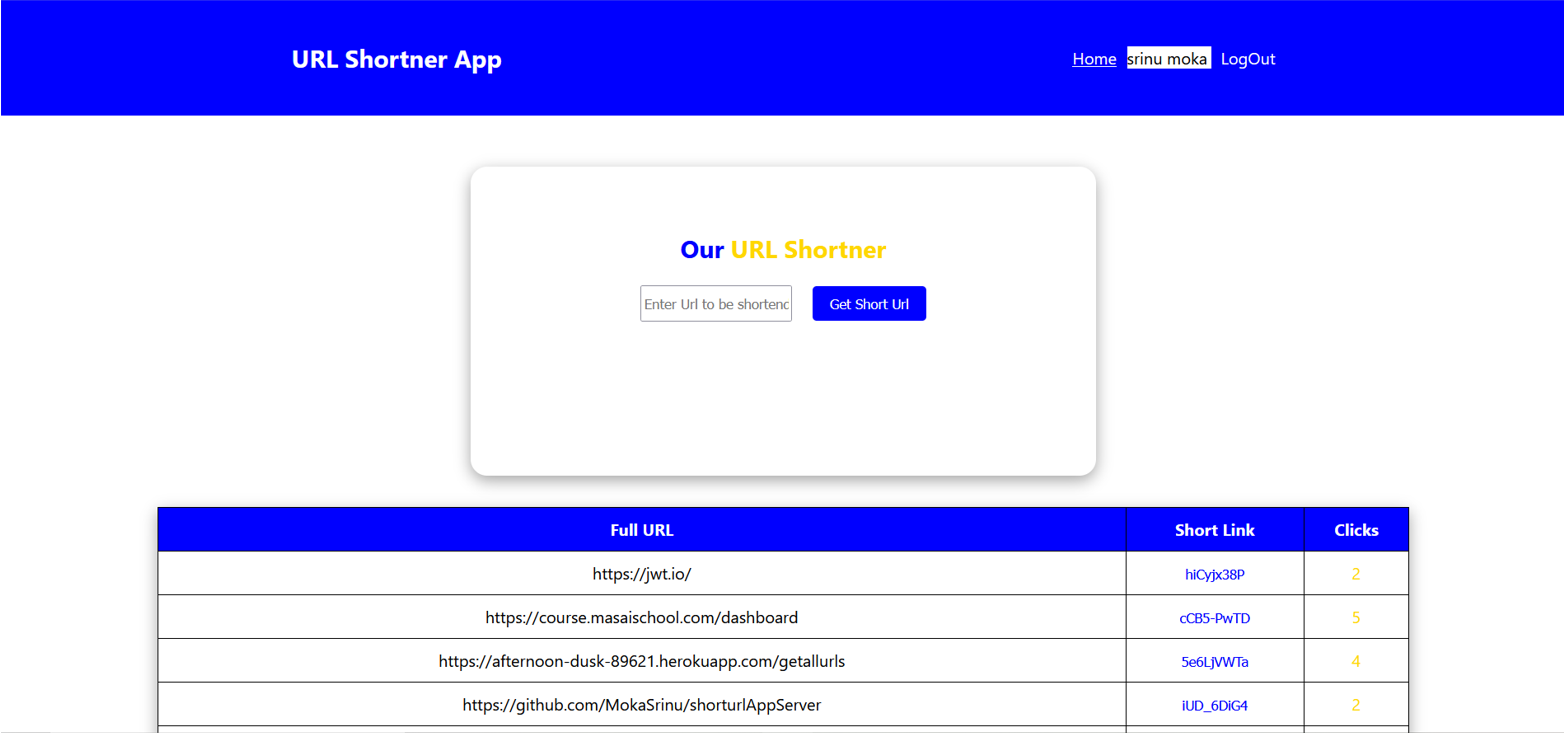 URL Shortner App
Home srinu moka LogOut
Our URL Shortner
Enter Url to be shortenc Get Short Url
Full URL Short Link Clicks
https://jwt.io/ hiCyjx38P 2
https://course.masaischool.com/dashboard cCB5-PwTD 5
https://afternoon-dusk-89621.herokuapp.com/getallurls 5e6LjVWTa 4
https://github.com/MokaSrinu/shorturlAppServer iUD_6DiG4 2